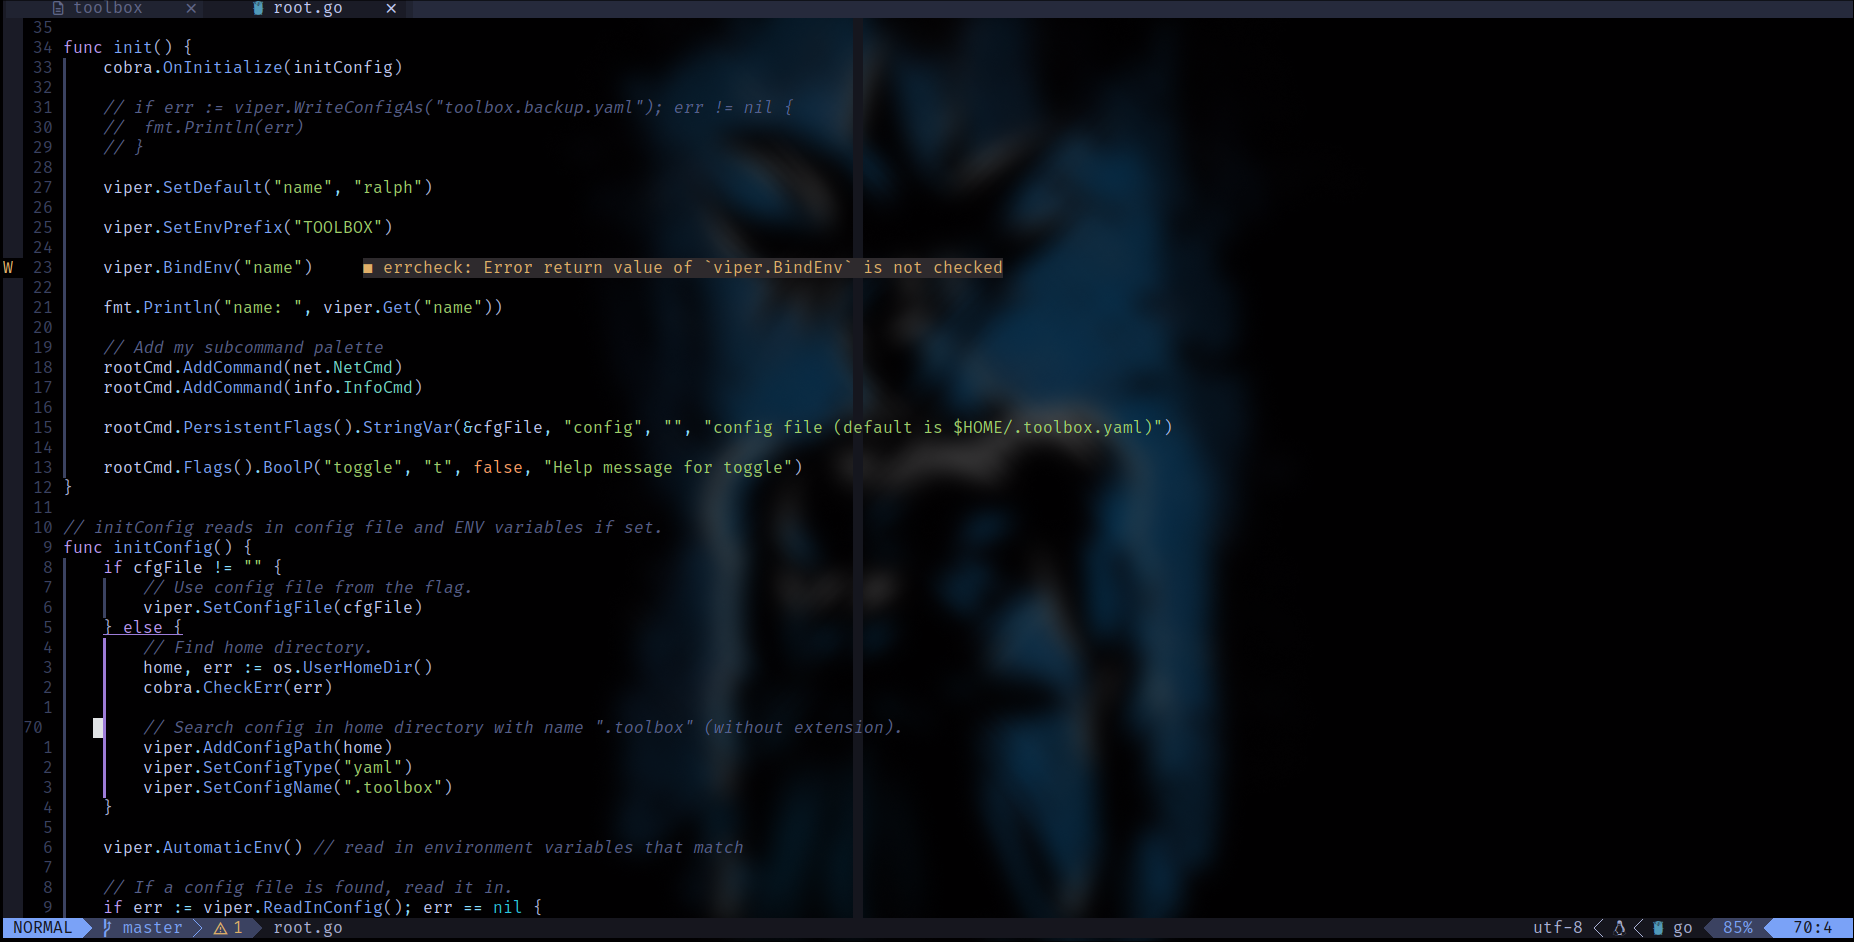 toolbox ✕ root.go ✕
35
34 func init() {
33 cobra.OnInitialize(initConfig)
32
31 // if err := viper.WriteConfigAs("toolbox.backup.yaml"); err != nil {
30 //  fmt.Println(err)
29 // }
28
27 viper.SetDefault("name", "ralph")
26
25 viper.SetEnvPrefix("TOOLBOX")
24
W 23 viper.BindEnv("name") ■ errcheck: Error return value of `viper.BindEnv` is not checked
22
21 fmt.Println("name: ", viper.Get("name"))
20
19 // Add my subcommand palette
18 rootCmd.AddCommand(net.NetCmd)
17 rootCmd.AddCommand(info.InfoCmd)
16
15 rootCmd.PersistentFlags().StringVar(&cfgFile, "config", "", "config file (default is $HOME/.toolbox.yaml)")
14
13 rootCmd.Flags().BoolP("toggle", "t", false, "Help message for toggle")
12 }
11
10 // initConfig reads in config file and ENV variables if set.
9 func initConfig() {
8 if cfgFile != "" {
7 // Use config file from the flag.
6 viper.SetConfigFile(cfgFile)
5 } else {
4 // Find home directory.
3 home, err := os.UserHomeDir()
2 cobra.CheckErr(err)
1
70 // Search config in home directory with name ".toolbox" (without extension).
1 viper.AddConfigPath(home)
2 viper.SetConfigType("yaml")
3 viper.SetConfigName(".toolbox")
4 }
5
6 viper.AutomaticEnv() // read in environment variables that match
7
8 // If a config file is found, read it in.
9 if err := viper.ReadInConfig(); err == nil {
NORMAL master ⚠ 1 root.go utf-8 go 85% 70:4